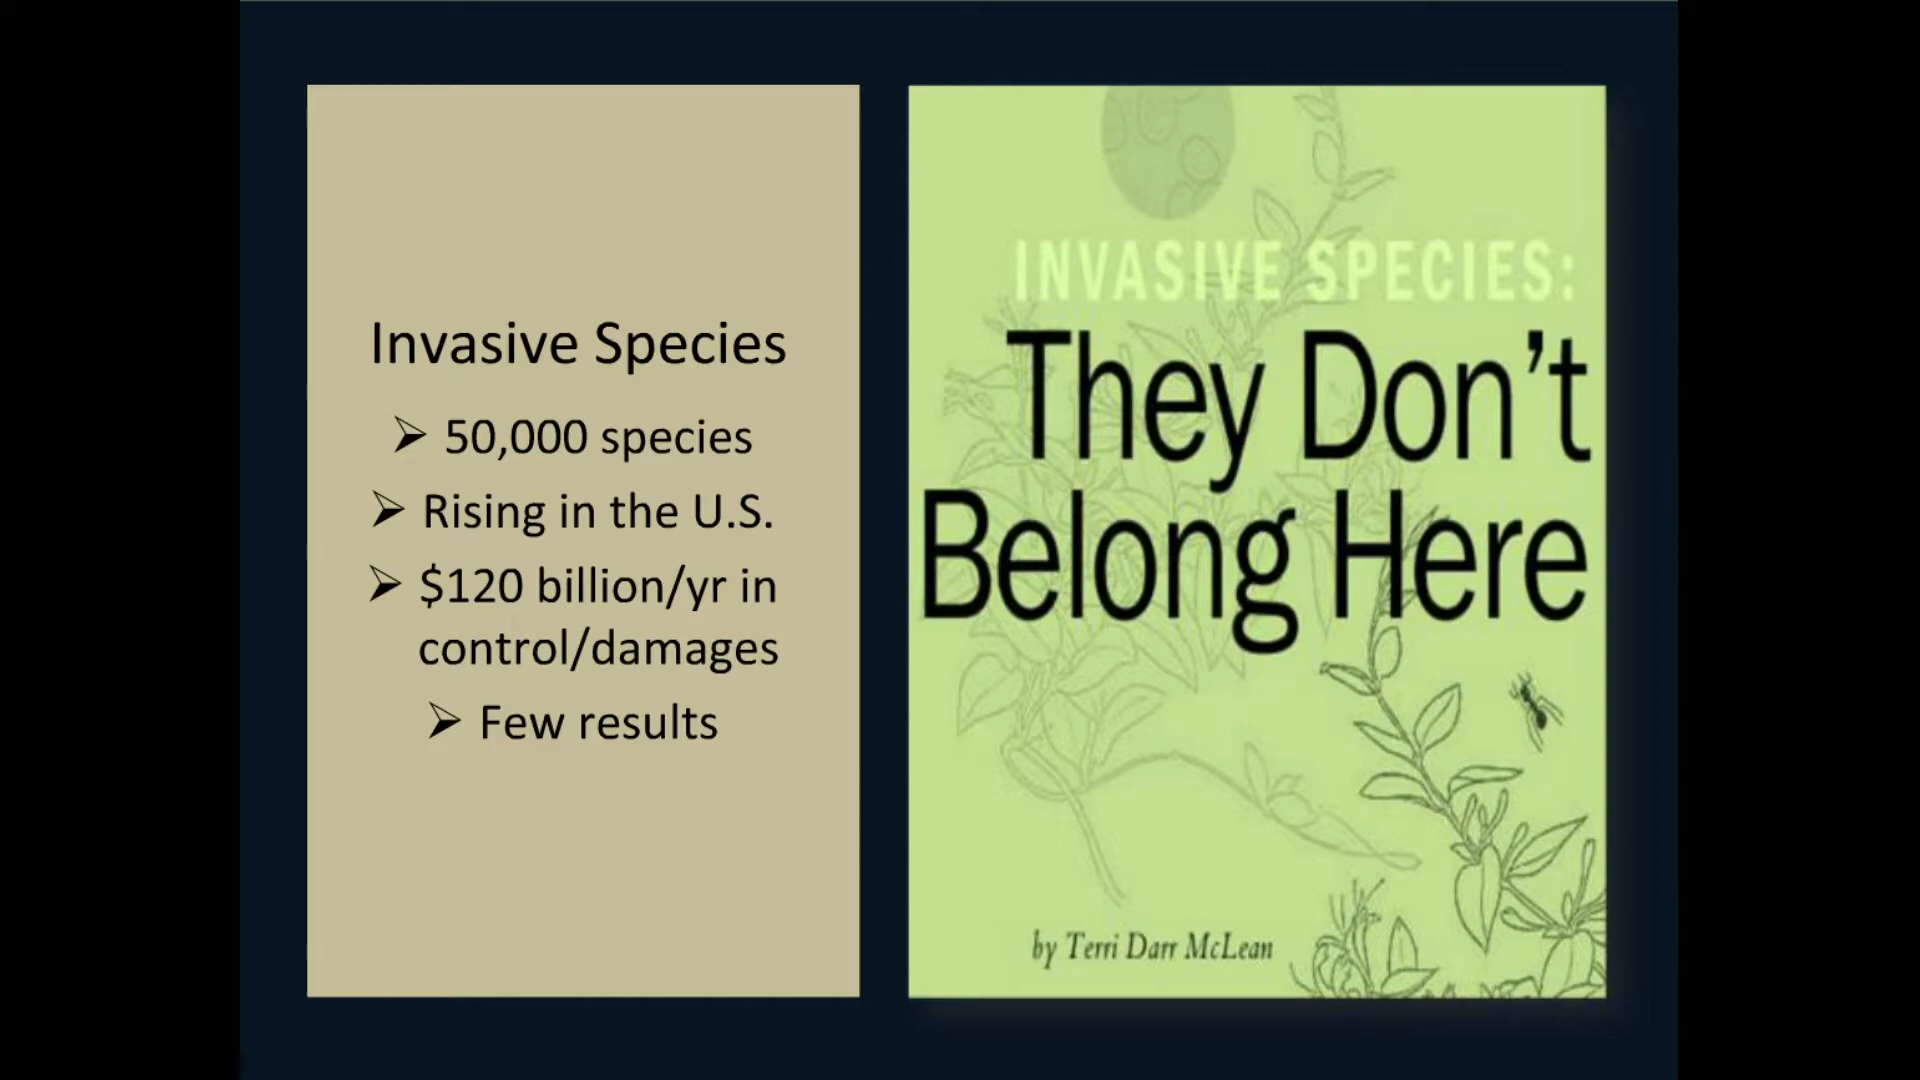 Invasive Species
➢ 50,000 species
➢ Rising in the U.S.
➢ $120 billion/yr in
control/damages
➢ Few results
INVASIVE SPECIES:
They Don't
Belong Here
by Terri Darr McLean